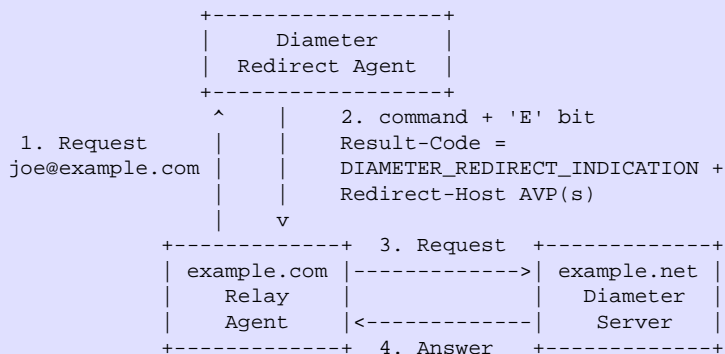 +------------------+
|     Diameter     |
|  Redirect Agent  |
+------------------+
^    |    2. command + 'E' bit
1. Request     |    |    Result-Code =
joe@example.com |    |    DIAMETER_REDIRECT_INDICATION +
|    |    Redirect-Host AVP(s)
|    v
+-------------+  3. Request  +-------------+
| example.com |------------->| example.net |
|    Relay    |              |   Diameter  |
|    Agent    |<-------------|    Server   |
+-------------+  4. Answer   +-------------+